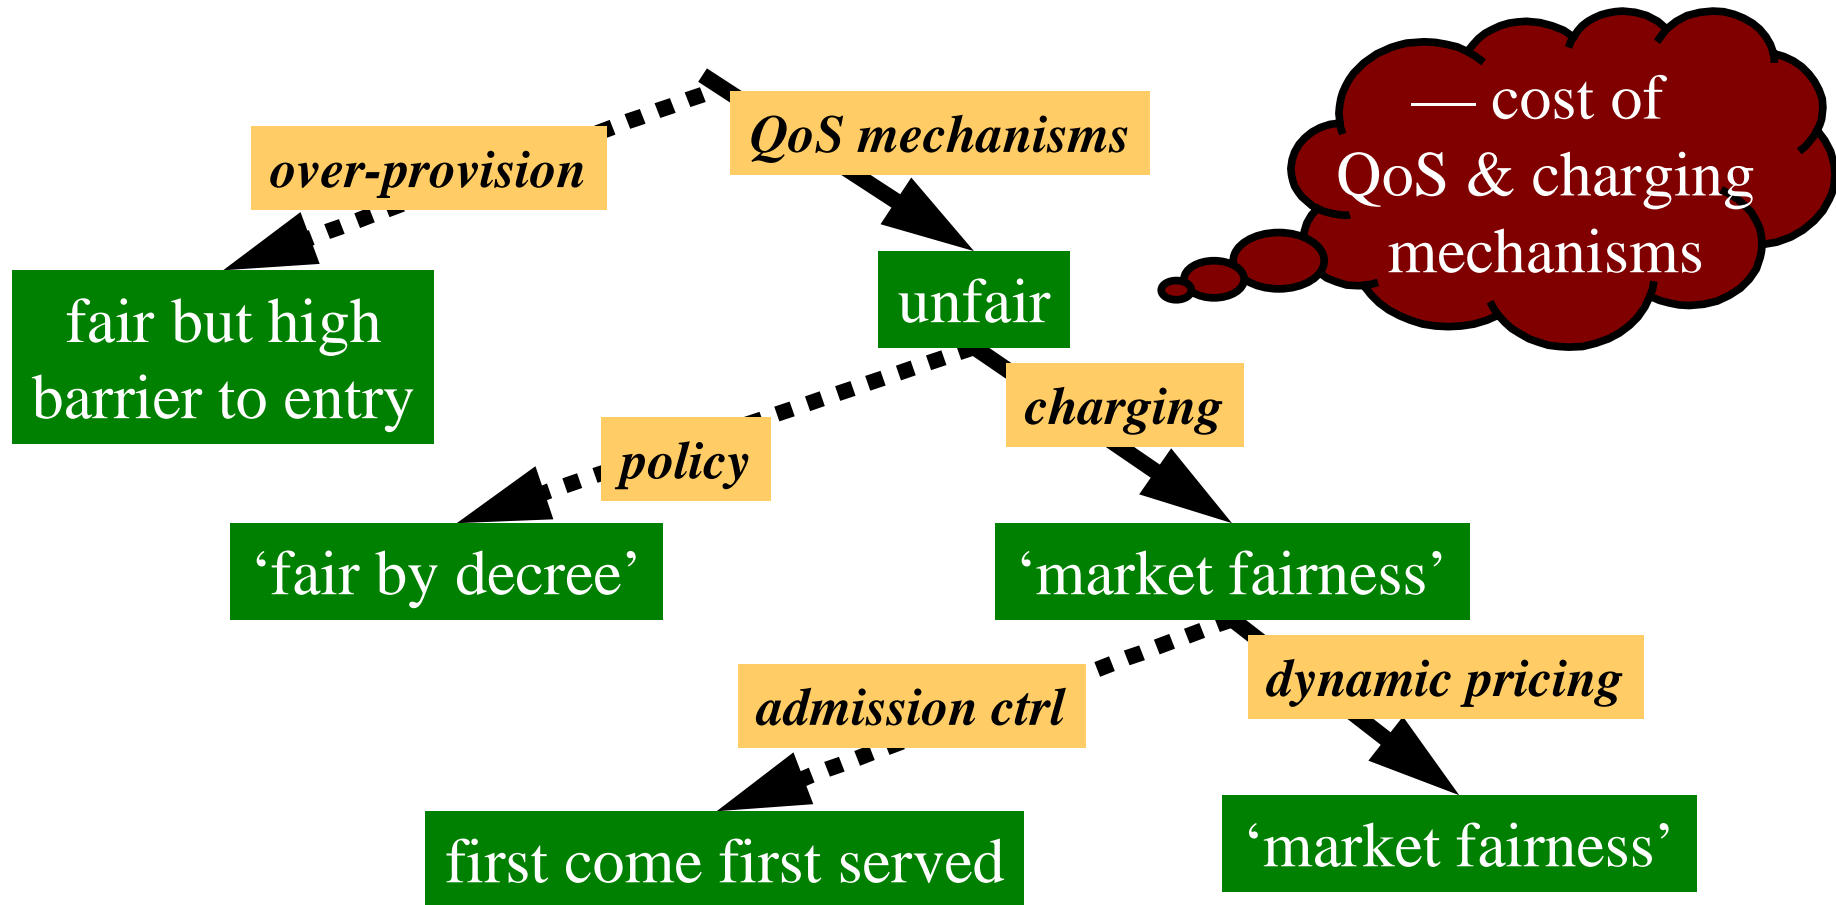 — cost of
QoS & charging
mechanisms
QoS mechanisms
over-provision
unfair
fair but high
barrier to entry
charging
policy
‘fair by decree’
‘market fairness’
dynamic pricing
admission ctrl
first come first served
‘market fairness’